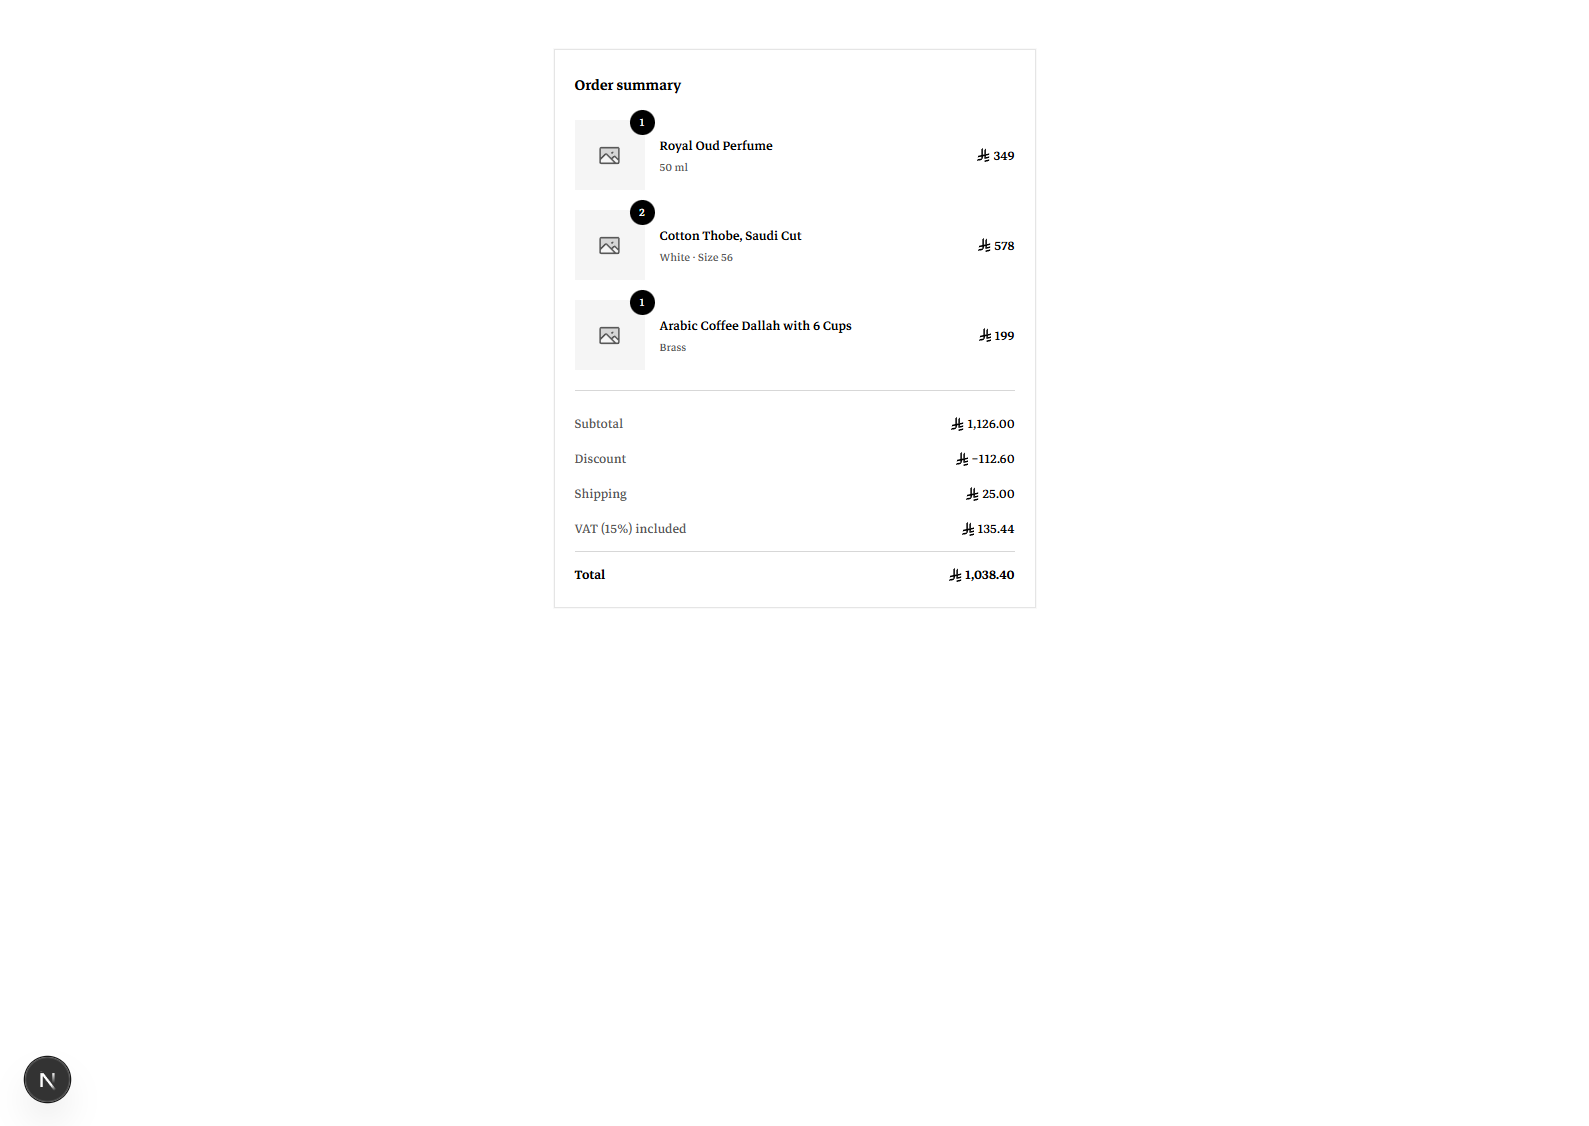 Order summary
1
Royal Oud Perfume
50 ml
⃁ 349
2
Cotton Thobe, Saudi Cut
White · Size 56
⃁ 578
1
Arabic Coffee Dallah with 6 Cups
Brass
⃁ 199
Subtotal ⃁ 1,126.00
Discount ⃁ -112.60
Shipping ⃁ 25.00
VAT (15%) included ⃁ 135.44
Total ⃁ 1,038.40
N